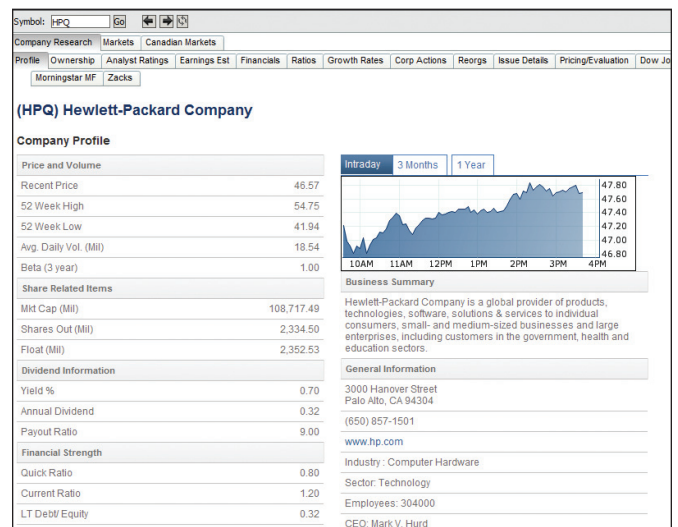 Symbol: HPQ Go
Company Research Markets Canadian Markets
Profile Ownership Analyst Ratings Earnings Est Financials Ratios Growth Rates Corp Actions Reorgs Issue Details Pricing/Evaluation Dow Jo
Morningstar MF Zacks
(HPQ) Hewlett-Packard Company
Company Profile
Price and Volume
Recent Price 46.57
52 Week High 54.75
52 Week Low 41.94
Avg. Daily Vol. (Mil) 18.54
Beta (3 year) 1.00
Share Related Items
Mkt Cap (Mil) 108,717.49
Shares Out (Mil) 2,334.50
Float (Mil) 2,352.53
Dividend Information
Yield % 0.70
Annual Dividend 0.32
Payout Ratio 9.00
Financial Strength
Quick Ratio 0.80
Current Ratio 1.20
LT Debt/ Equity 0.32
Intraday 3 Months 1 Year
47.80
47.60
47.40
47.20
47.00
46.80
10AM 11AM 12PM 1PM 2PM 3PM 4PM
Business Summary
Hewlett-Packard Company is a global provider of products,
technologies, software, solutions & services to individual
consumers, small- and medium-sized businesses and large
enterprises, including customers in the government, health and
education sectors.
General Information
3000 Hanover Street
Palo Alto, CA 94304
(650) 857-1501
www.hp.com
Industry : Computer Hardware
Sector: Technology
Employees: 304000
CEO: Mark V. Hurd